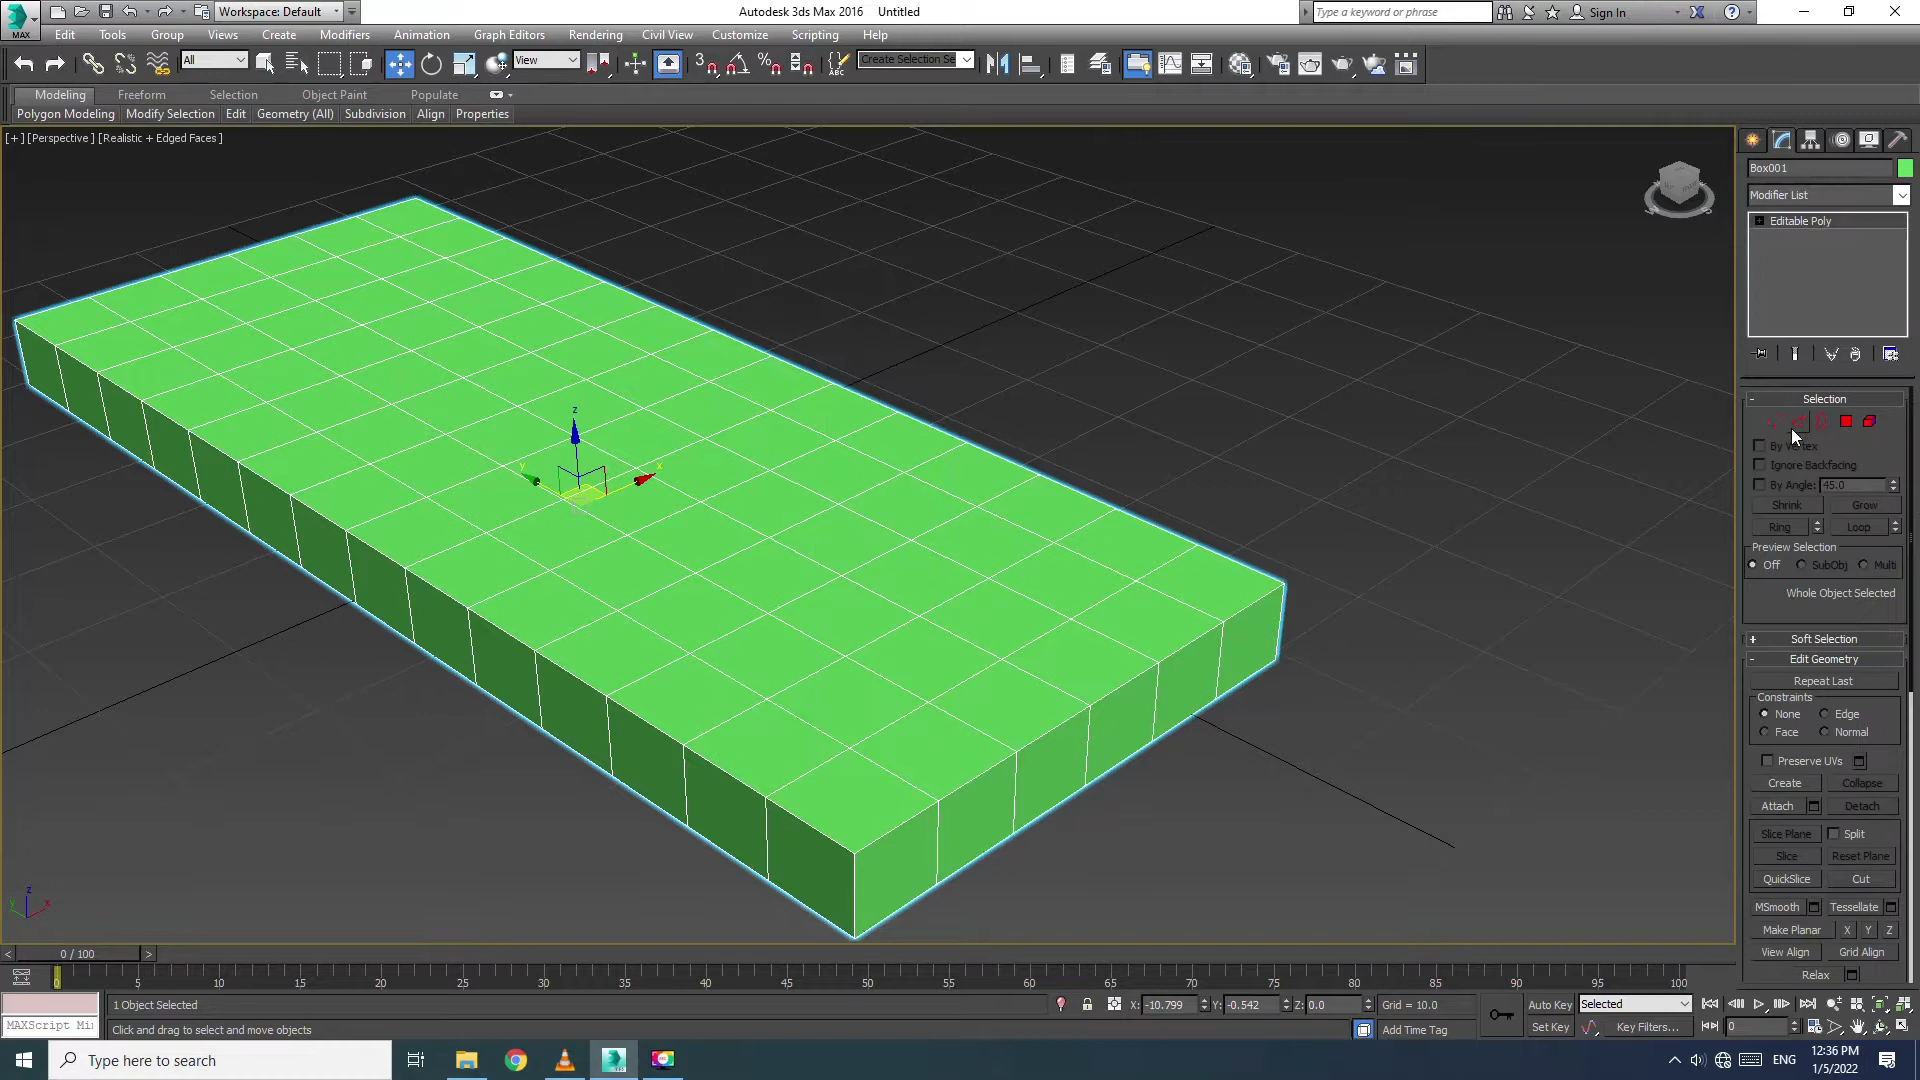 MAX
Workspace: Default
Autodesk 3ds Max 2016 Untitled
Type a keyword or phrase
Sign In
Edit Tools Group Views Create Modifiers Animation Graph Editors Rendering Civil View Customize Scripting Help
All
View
3
ABC
Create Selection Se
Modeling Freeform Selection Object Paint Populate
Polygon Modeling Modify Selection Edit Geometry (All) Subdivision Align Properties
[+] [Perspective] [Realistic + Edged Faces]
Box001
Modifier List
Editable Poly
z
y
x
- Selection
By Vertex
Ignore Backfacing
By Angle: 45.0
Shrink Grow
Ring Loop
Preview Selection
Off SubObj Multi
Whole Object Selected
+ Soft Selection
- Edit Geometry
Repeat Last
Constraints
None Edge
Face Normal
Preserve UVs
Create Collapse
Attach Detach
Slice Plane Split
Slice Reset Plane
QuickSlice Cut
MSmooth Tessellate
Make Planar X Y Z
View Align Grid Align
Relax
z
y x
< 0 / 100 >
0 5 10 15 20 25 30 35 40 45 50 55 60 65 70 75 80 85 90 95 100
1 Object Selected
X: -10.799 Y: -0.542 Z: 0.0 Grid = 10.0
Auto Key Selected
MAXScript Mi
Click and drag to select and move objects
Add Time Tag
Set Key Key Filters... 0
Type here to search
ENG
12:36 PM
1/5/2022